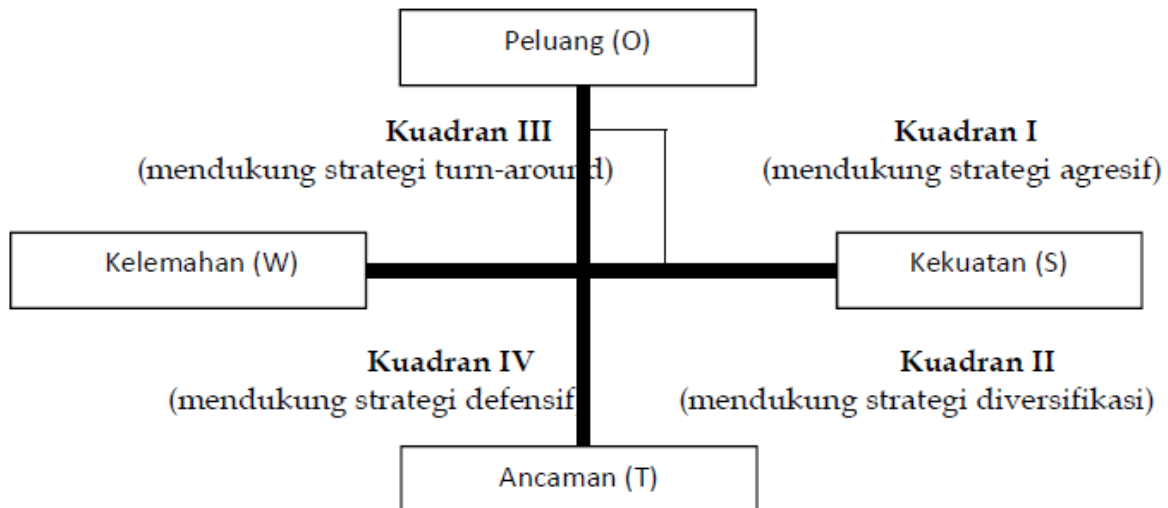 Peluang (O)
Kuadran III
(mendukung strategi turn-around)
Kuadran I
(mendukung strategi agresif)
Kelemahan (W)
Kekuatan (S)
Kuadran IV
(mendukung strategi defensif)
Kuadran II
(mendukung strategi diversifikasi)
Ancaman (T)